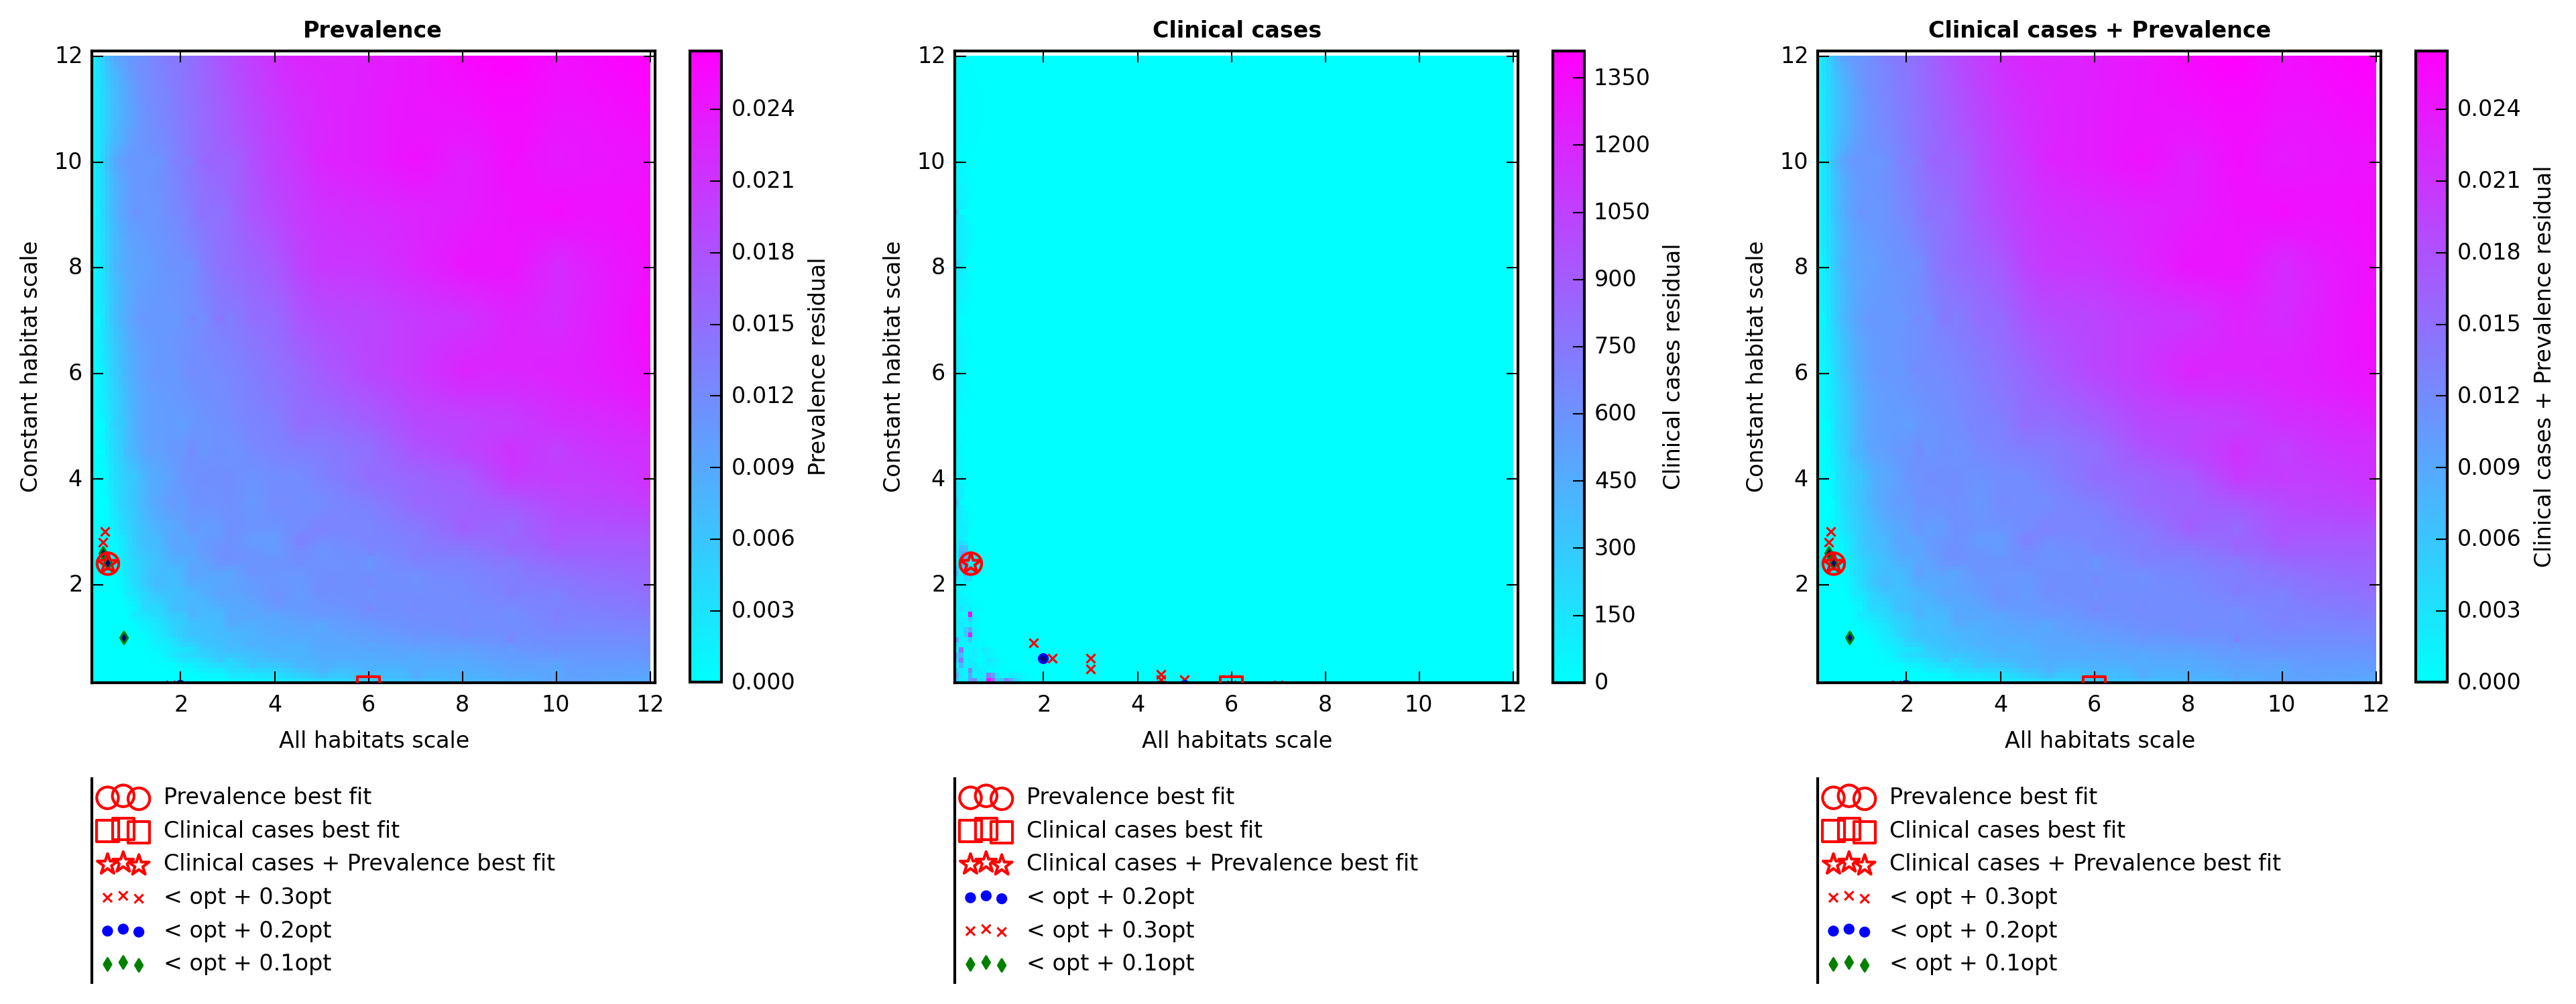 Prevalence
12
10
8
6
4
2
2 4 6 8 10 12
Constant habitat scale
All habitats scale
0.024
0.021
0.018
0.015
0.012
0.009
0.006
0.003
0.000
Prevalence residual
Prevalence best fit
Clinical cases best fit
Clinical cases + Prevalence best fit
< opt + 0.3opt
< opt + 0.2opt
< opt + 0.1opt
Clinical cases
12
10
8
6
4
2
2 4 6 8 10 12
Constant habitat scale
All habitats scale
1350
1200
1050
900
750
600
450
300
150
0
Clinical cases residual
Prevalence best fit
Clinical cases best fit
Clinical cases + Prevalence best fit
< opt + 0.2opt
< opt + 0.3opt
< opt + 0.1opt
Clinical cases + Prevalence
12
10
8
6
4
2
2 4 6 8 10 12
Constant habitat scale
All habitats scale
0.024
0.021
0.018
0.015
0.012
0.009
0.006
0.003
0.000
Clinical cases + Prevalence residual
Prevalence best fit
Clinical cases best fit
Clinical cases + Prevalence best fit
< opt + 0.3opt
< opt + 0.2opt
< opt + 0.1opt